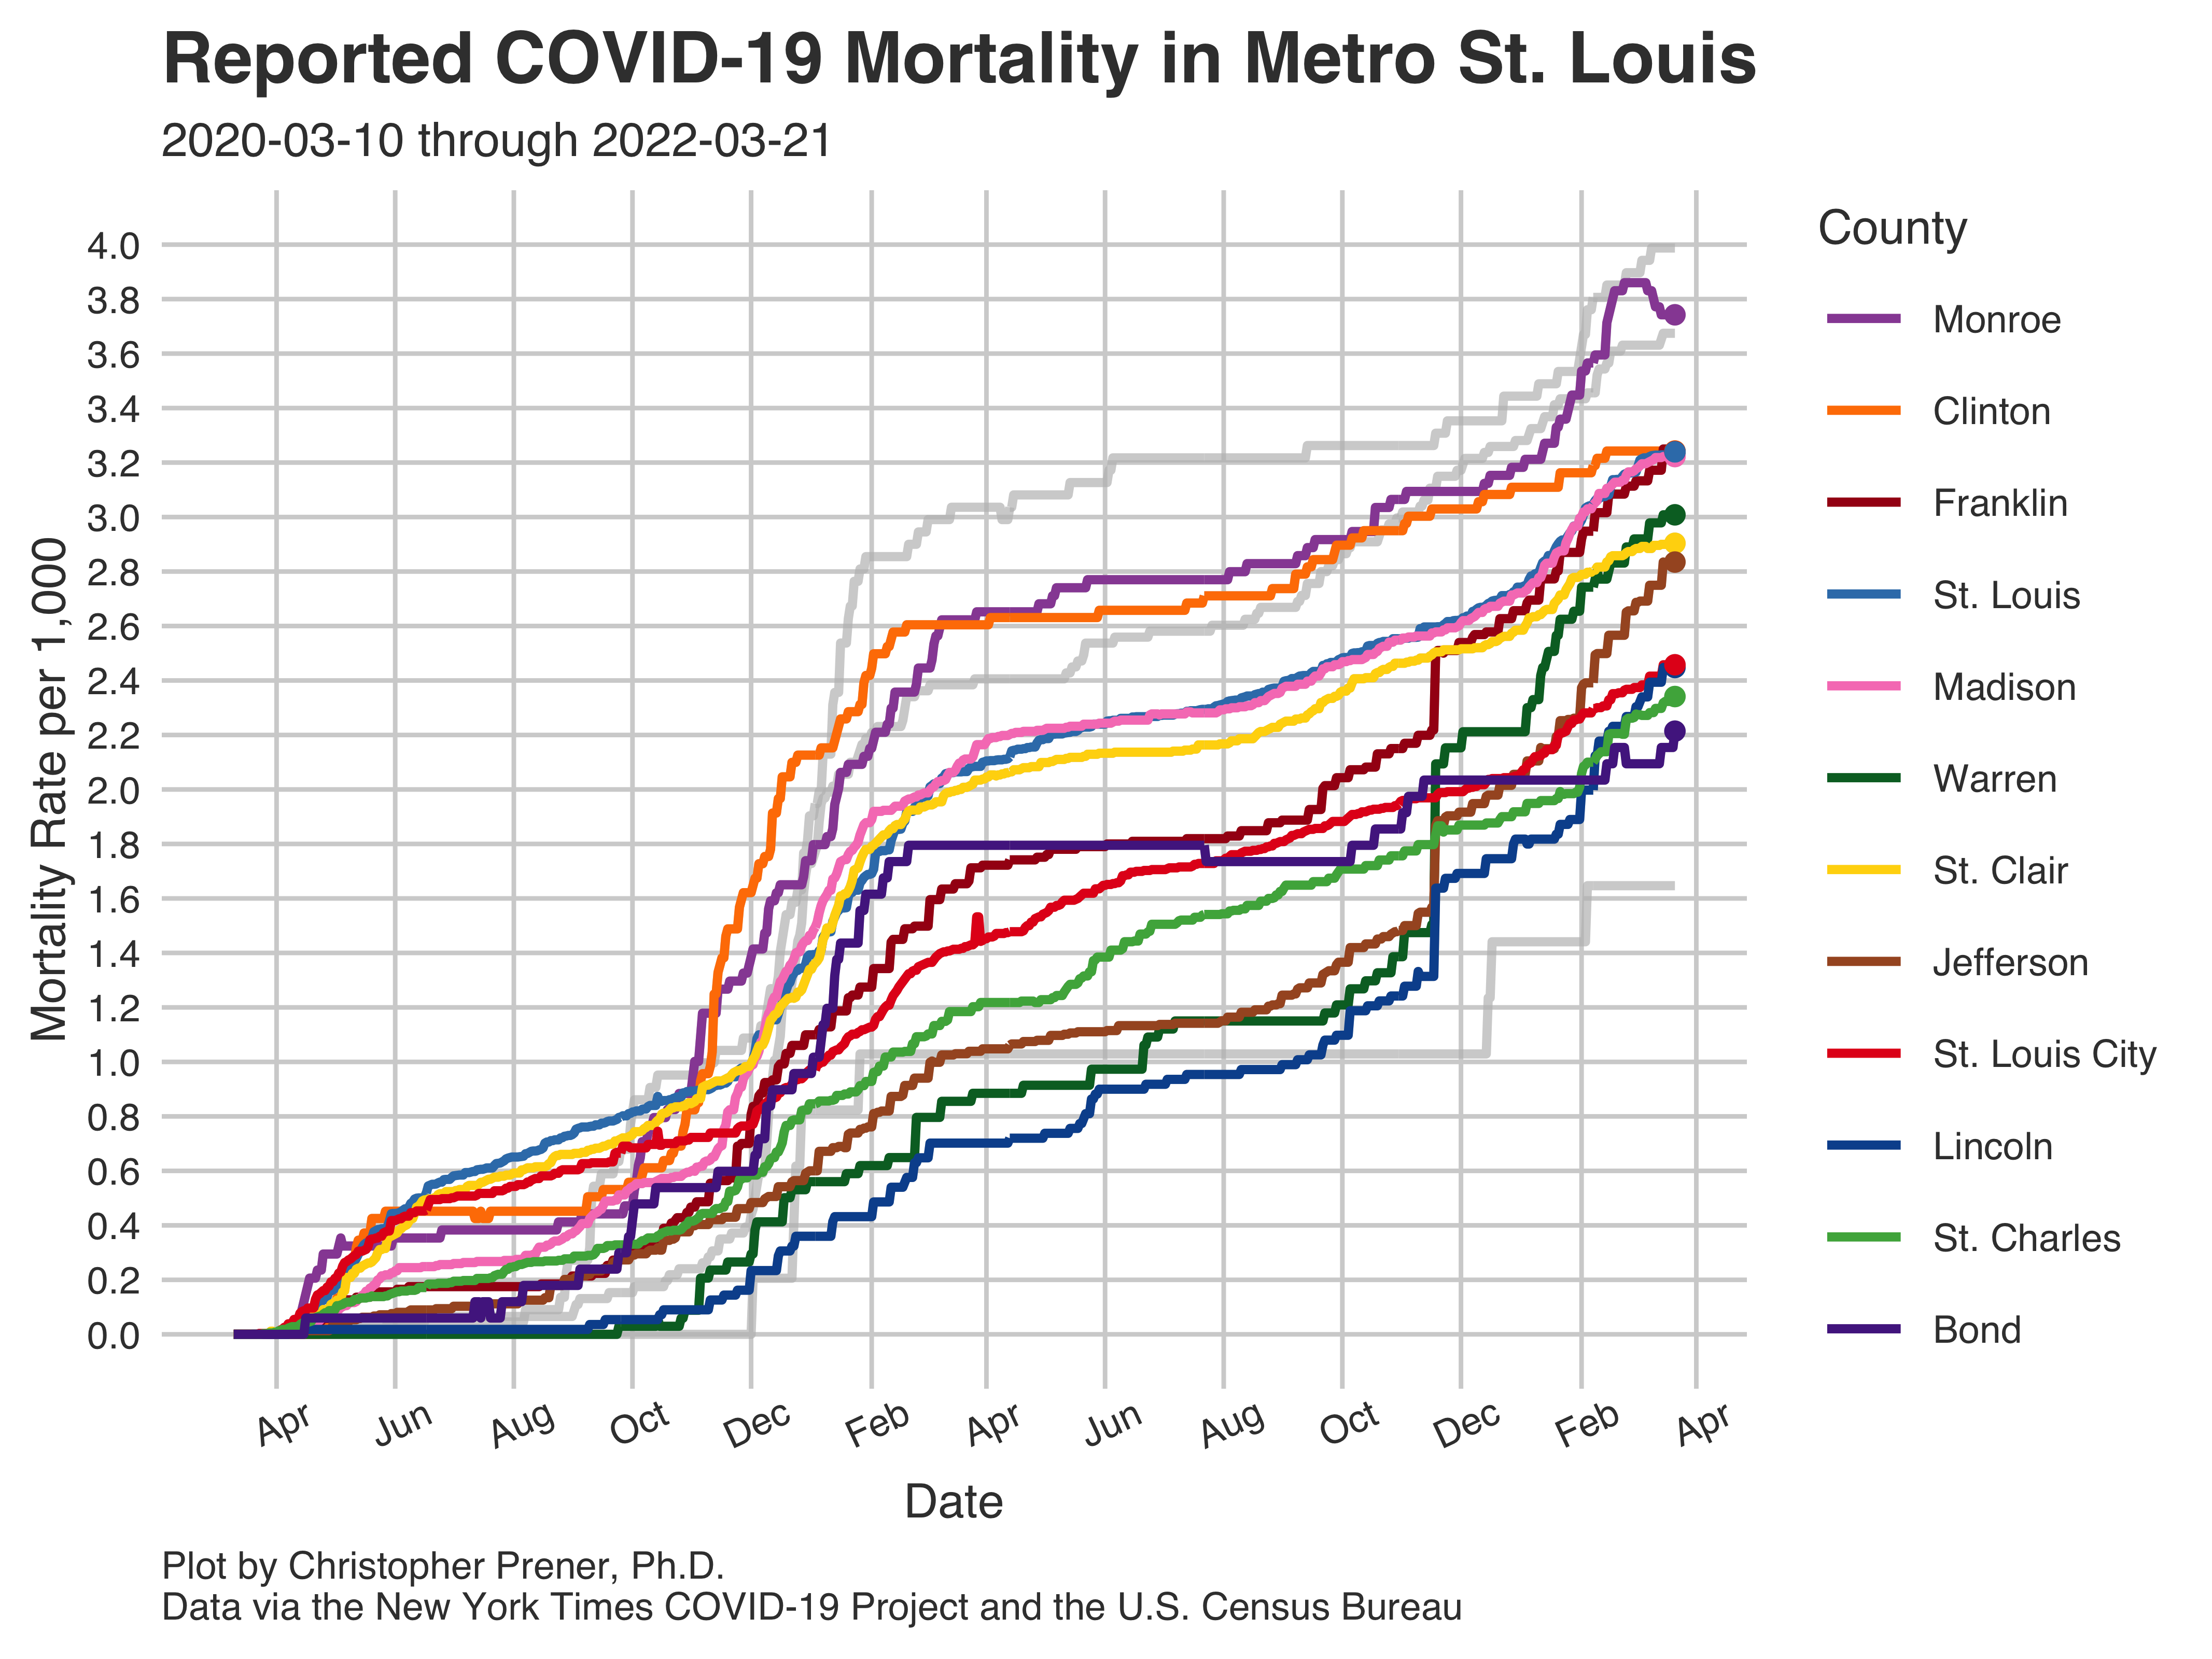 Reported COVID-19 Mortality in Metro St. Louis
2020-03-10 through 2022-03-21
Mortality Rate per 1,000
4.0
3.8
3.6
3.4
3.2
3.0
2.8
2.6
2.4
2.2
2.0
1.8
1.6
1.4
1.2
1.0
0.8
0.6
0.4
0.2
0.0
Apr Jun Aug Oct Dec Feb Apr Jun Aug Oct Dec Feb Apr
Date
County
Monroe
Clinton
Franklin
St. Louis
Madison
Warren
St. Clair
Jefferson
St. Louis City
Lincoln
St. Charles
Bond
Plot by Christopher Prener, Ph.D.
Data via the New York Times COVID-19 Project and the U.S. Census Bureau